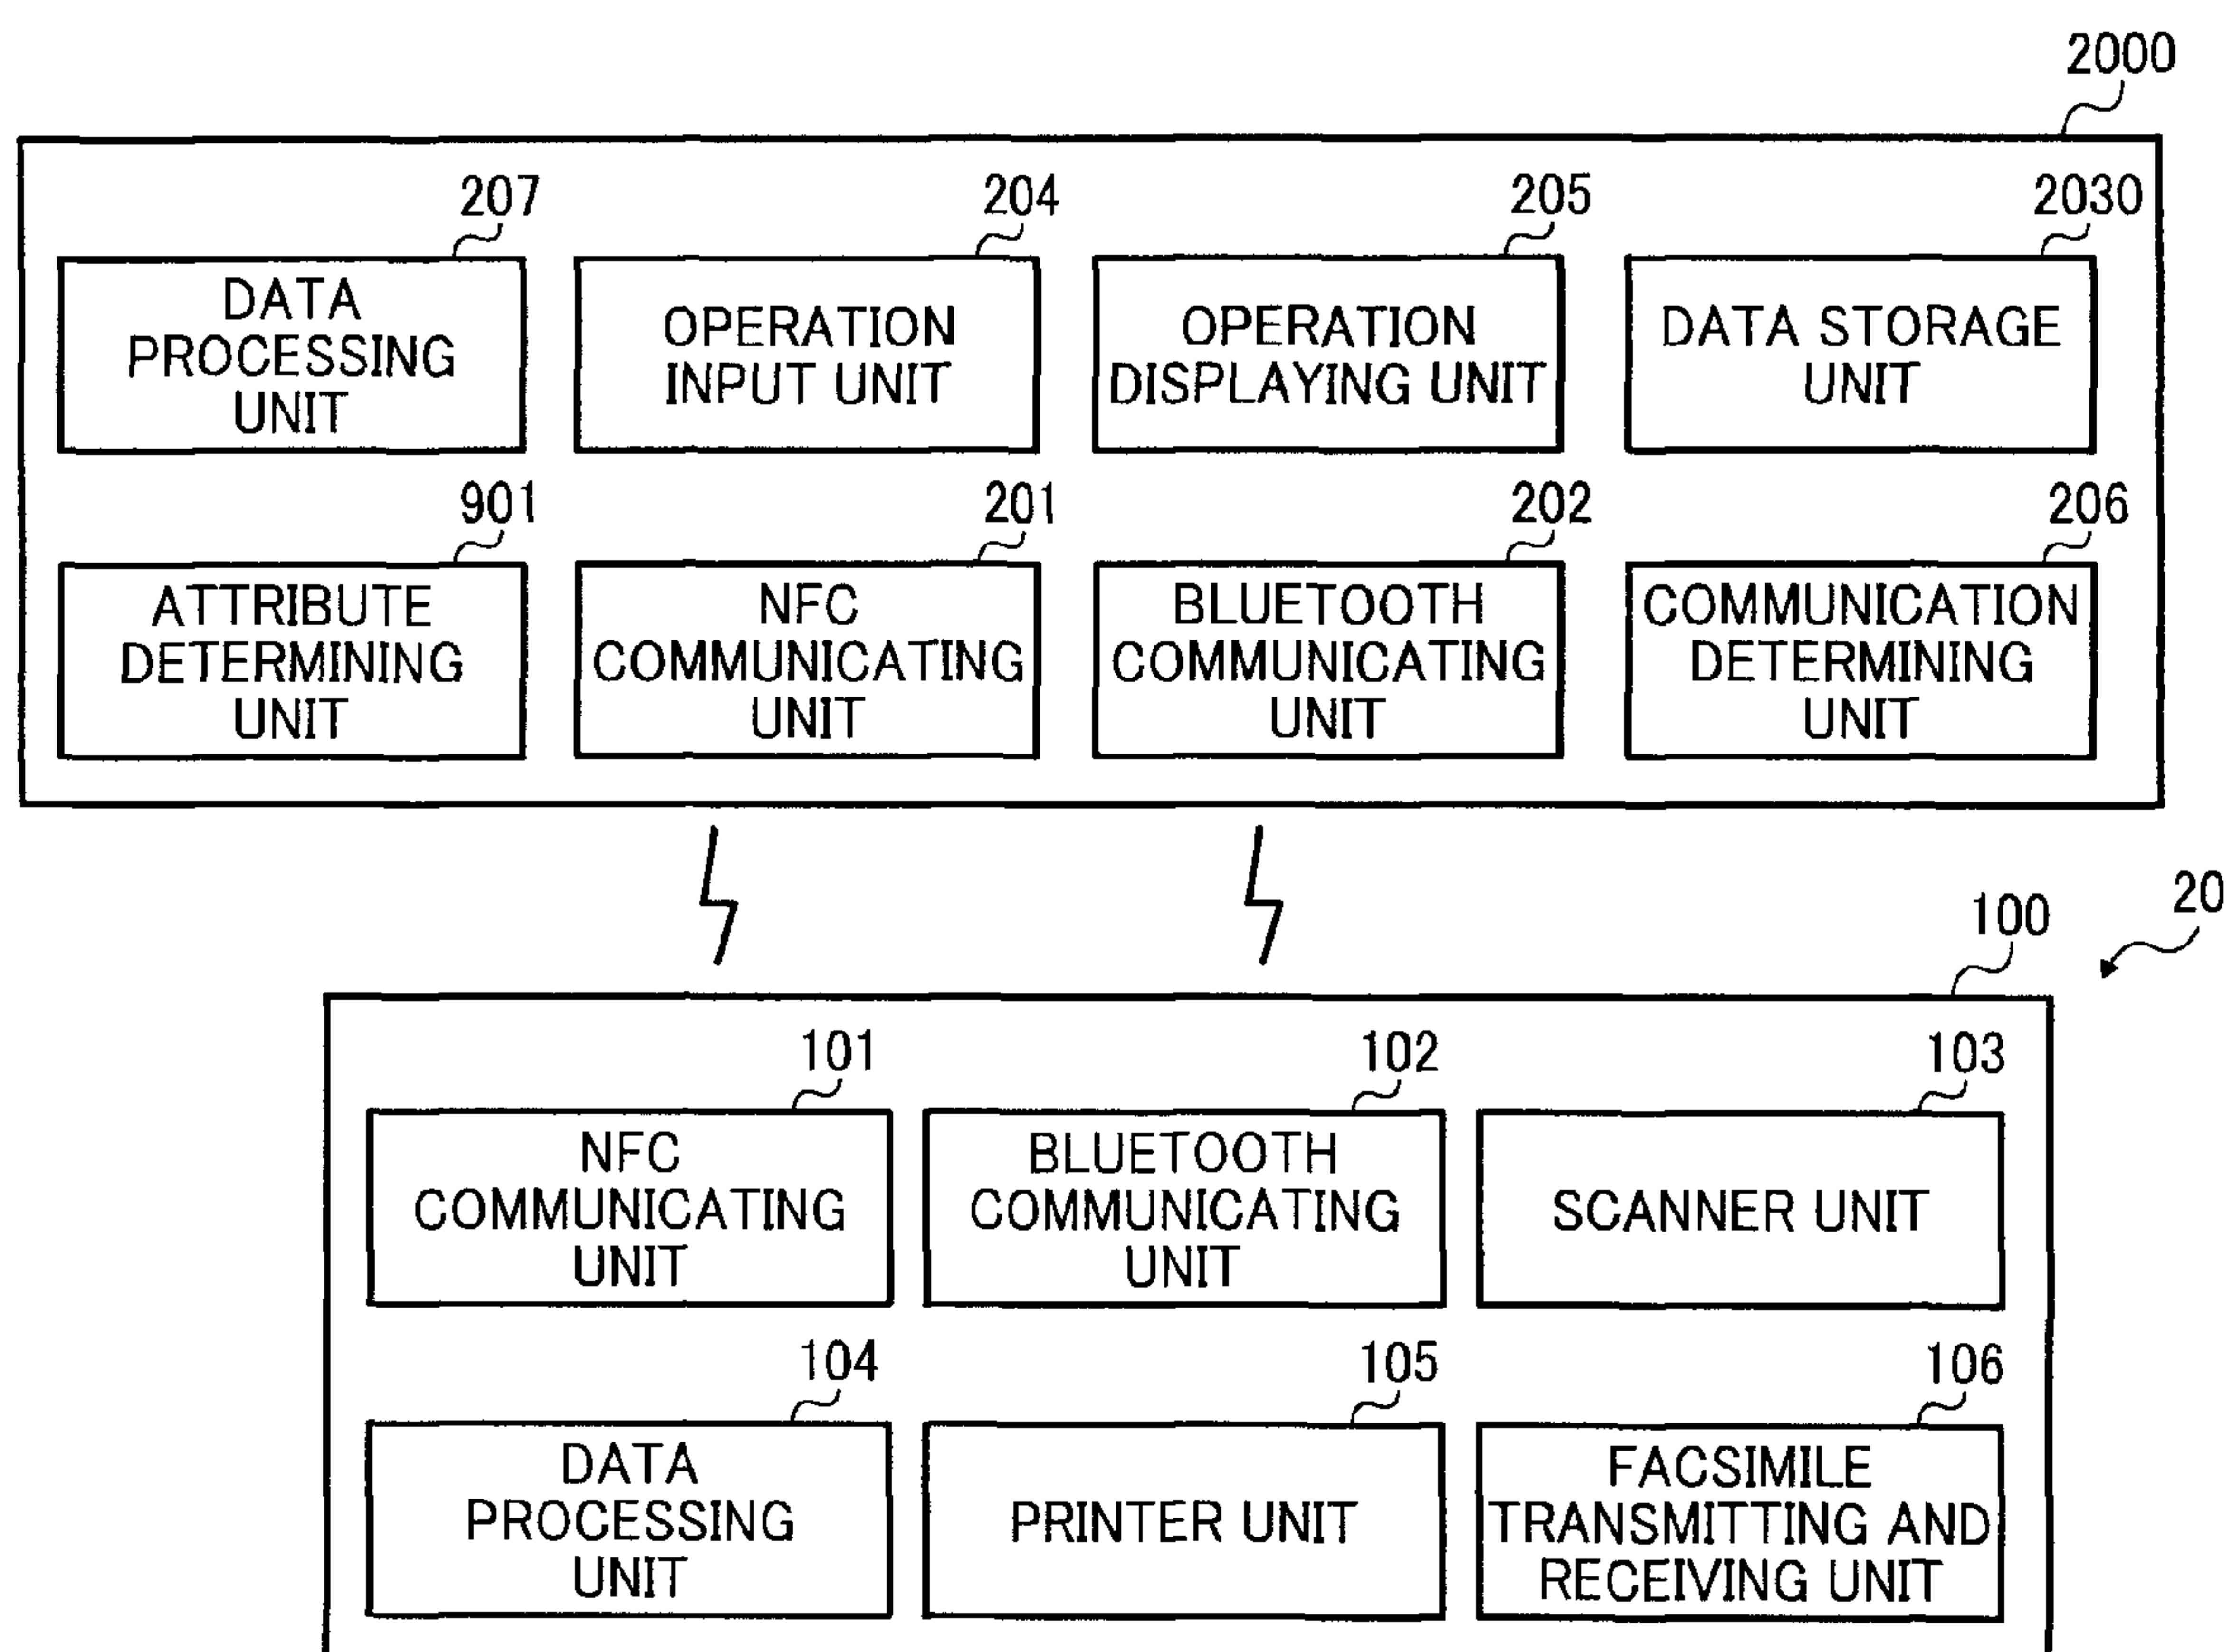 2000
207
204
205
2030
DATA
PROCESSING
UNIT
OPERATION
INPUT UNIT
OPERATION
DISPLAYING UNIT
DATA STORAGE
UNIT
901
201
202
206
ATTRIBUTE
DETERMINING
UNIT
NFC
COMMUNICATING
UNIT
BLUETOOTH
COMMUNICATING
UNIT
COMMUNICATION
DETERMINING
UNIT
20
100
101
102
103
NFC
COMMUNICATING
UNIT
BLUETOOTH
COMMUNICATING
UNIT
SCANNER UNIT
104
105
106
DATA
PROCESSING
UNIT
PRINTER UNIT
FACSIMILE
TRANSMITTING AND
RECEIVING UNIT